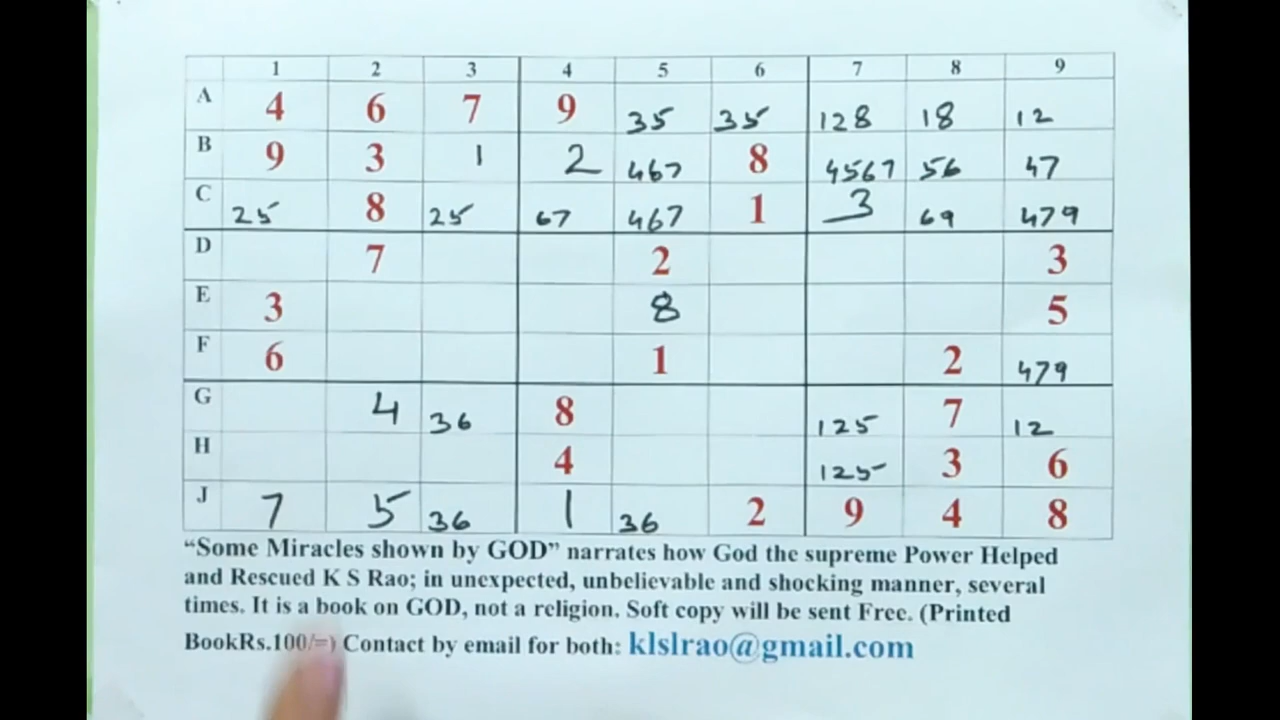 1 2 3 4 5 6 7 8 9
A 4 6 7 9 35 35 128 18 12
B 9 3 1 2 467 8 4567 56 47
C 25 8 25 67 467 1 3 69 479
D 7 2 3
E 3 8 5
F 6 1 2 479
G 4 36 8 125 7 12
H 4 125 3 6
J 7 5 36 1 36 2 9 4 8
“Some Miracles shown by GOD” narrates how God the supreme Power Helped
and Rescued K S Rao; in unexpected, unbelievable and shocking manner, several
times. It is a book on GOD, not a religion. Soft copy will be sent Free. (Printed
BookRs.100/=) Contact by email for both: klslrao@gmail.com